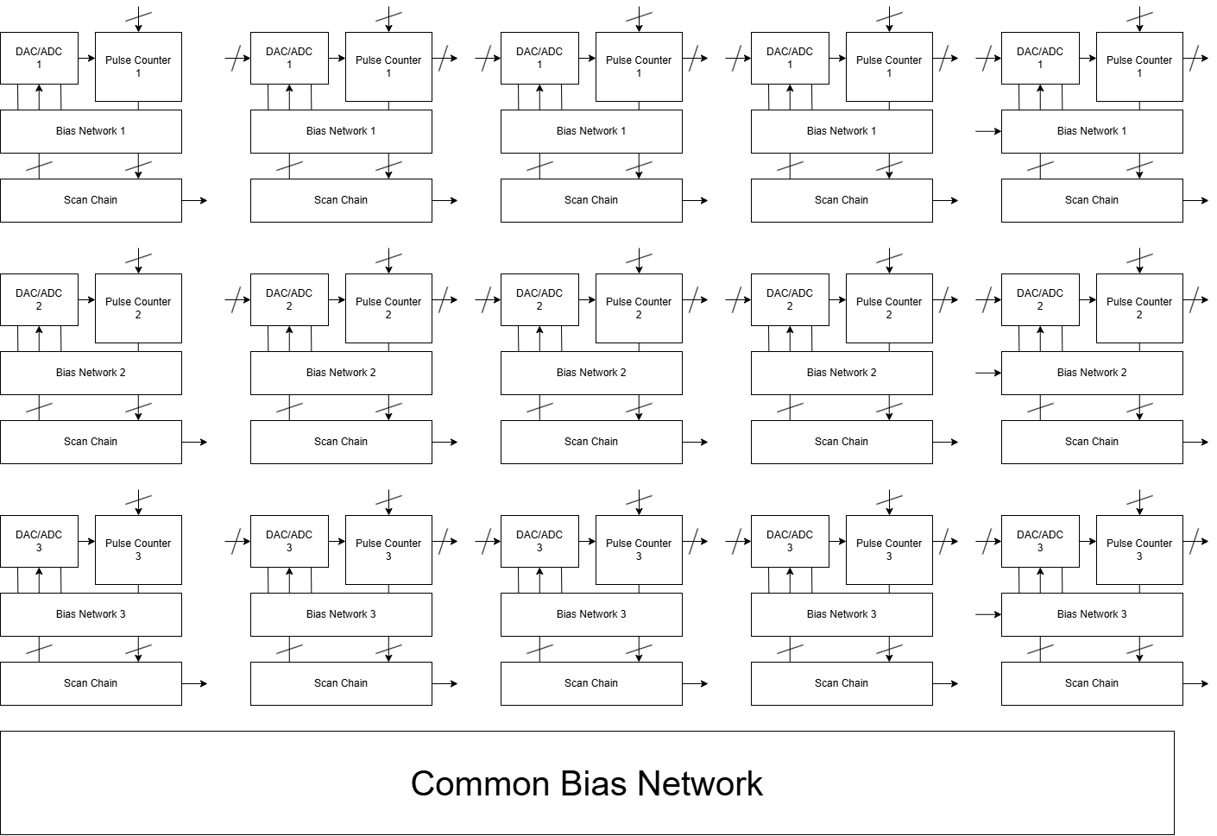 DAC/ADC
1
Pulse Counter
1
DAC/ADC
1
Pulse Counter
1
DAC/ADC
1
Pulse Counter
1
DAC/ADC
1
Pulse Counter
1
DAC/ADC
1
Pulse Counter
1
Bias Network 1
Bias Network 1
Bias Network 1
Bias Network 1
Bias Network 1
Scan Chain
Scan Chain
Scan Chain
Scan Chain
Scan Chain
DAC/ADC
2
Pulse Counter
2
DAC/ADC
2
Pulse Counter
2
DAC/ADC
2
Pulse Counter
2
DAC/ADC
2
Pulse Counter
2
DAC/ADC
2
Pulse Counter
2
Bias Network 2
Bias Network 2
Bias Network 2
Bias Network 2
Bias Network 2
Scan Chain
Scan Chain
Scan Chain
Scan Chain
Scan Chain
DAC/ADC
3
Pulse Counter
3
DAC/ADC
3
Pulse Counter
3
DAC/ADC
3
Pulse Counter
3
DAC/ADC
3
Pulse Counter
3
DAC/ADC
3
Pulse Counter
3
Bias Network 3
Bias Network 3
Bias Network 3
Bias Network 3
Bias Network 3
Scan Chain
Scan Chain
Scan Chain
Scan Chain
Scan Chain
Common Bias Network